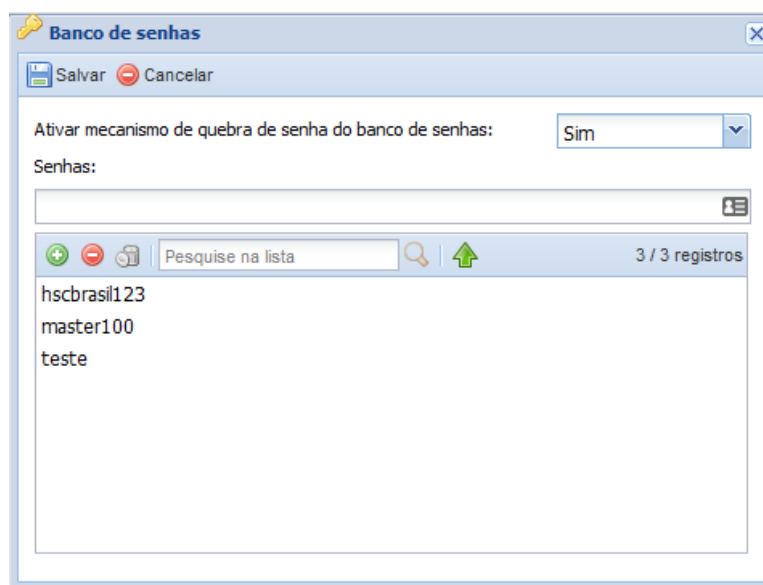 Banco de senhas
Salvar Cancelar
Ativar mecanismo de quebra de senha do banco de senhas: Sim
Senhas:
Pesquise na lista 3 / 3 registros
hscbrasil123
master100
teste